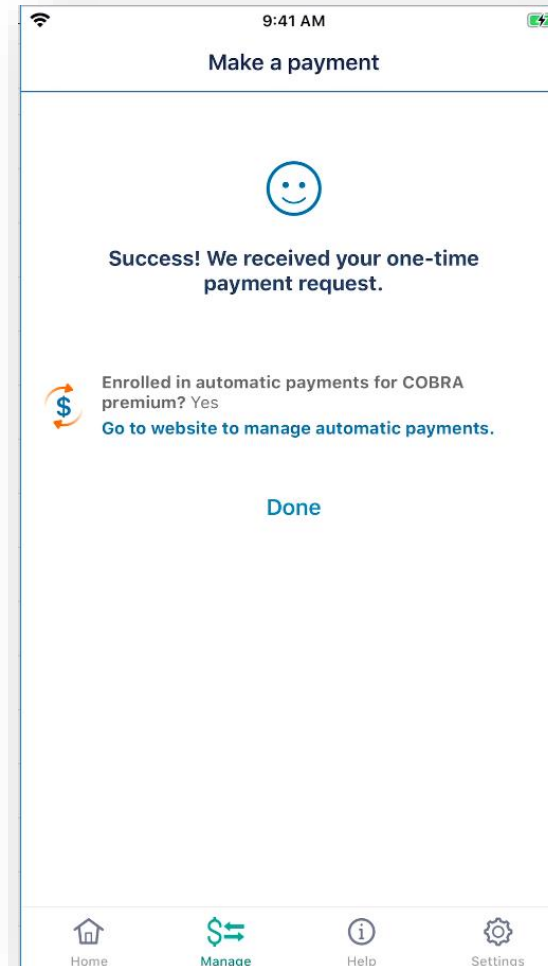 9:41 AM
Make a payment
Success! We received your one-time
payment request.
Enrolled in automatic payments for COBRA
premium? Yes
Go to website to manage automatic payments.
Done
Home
Manage
Help
Settings